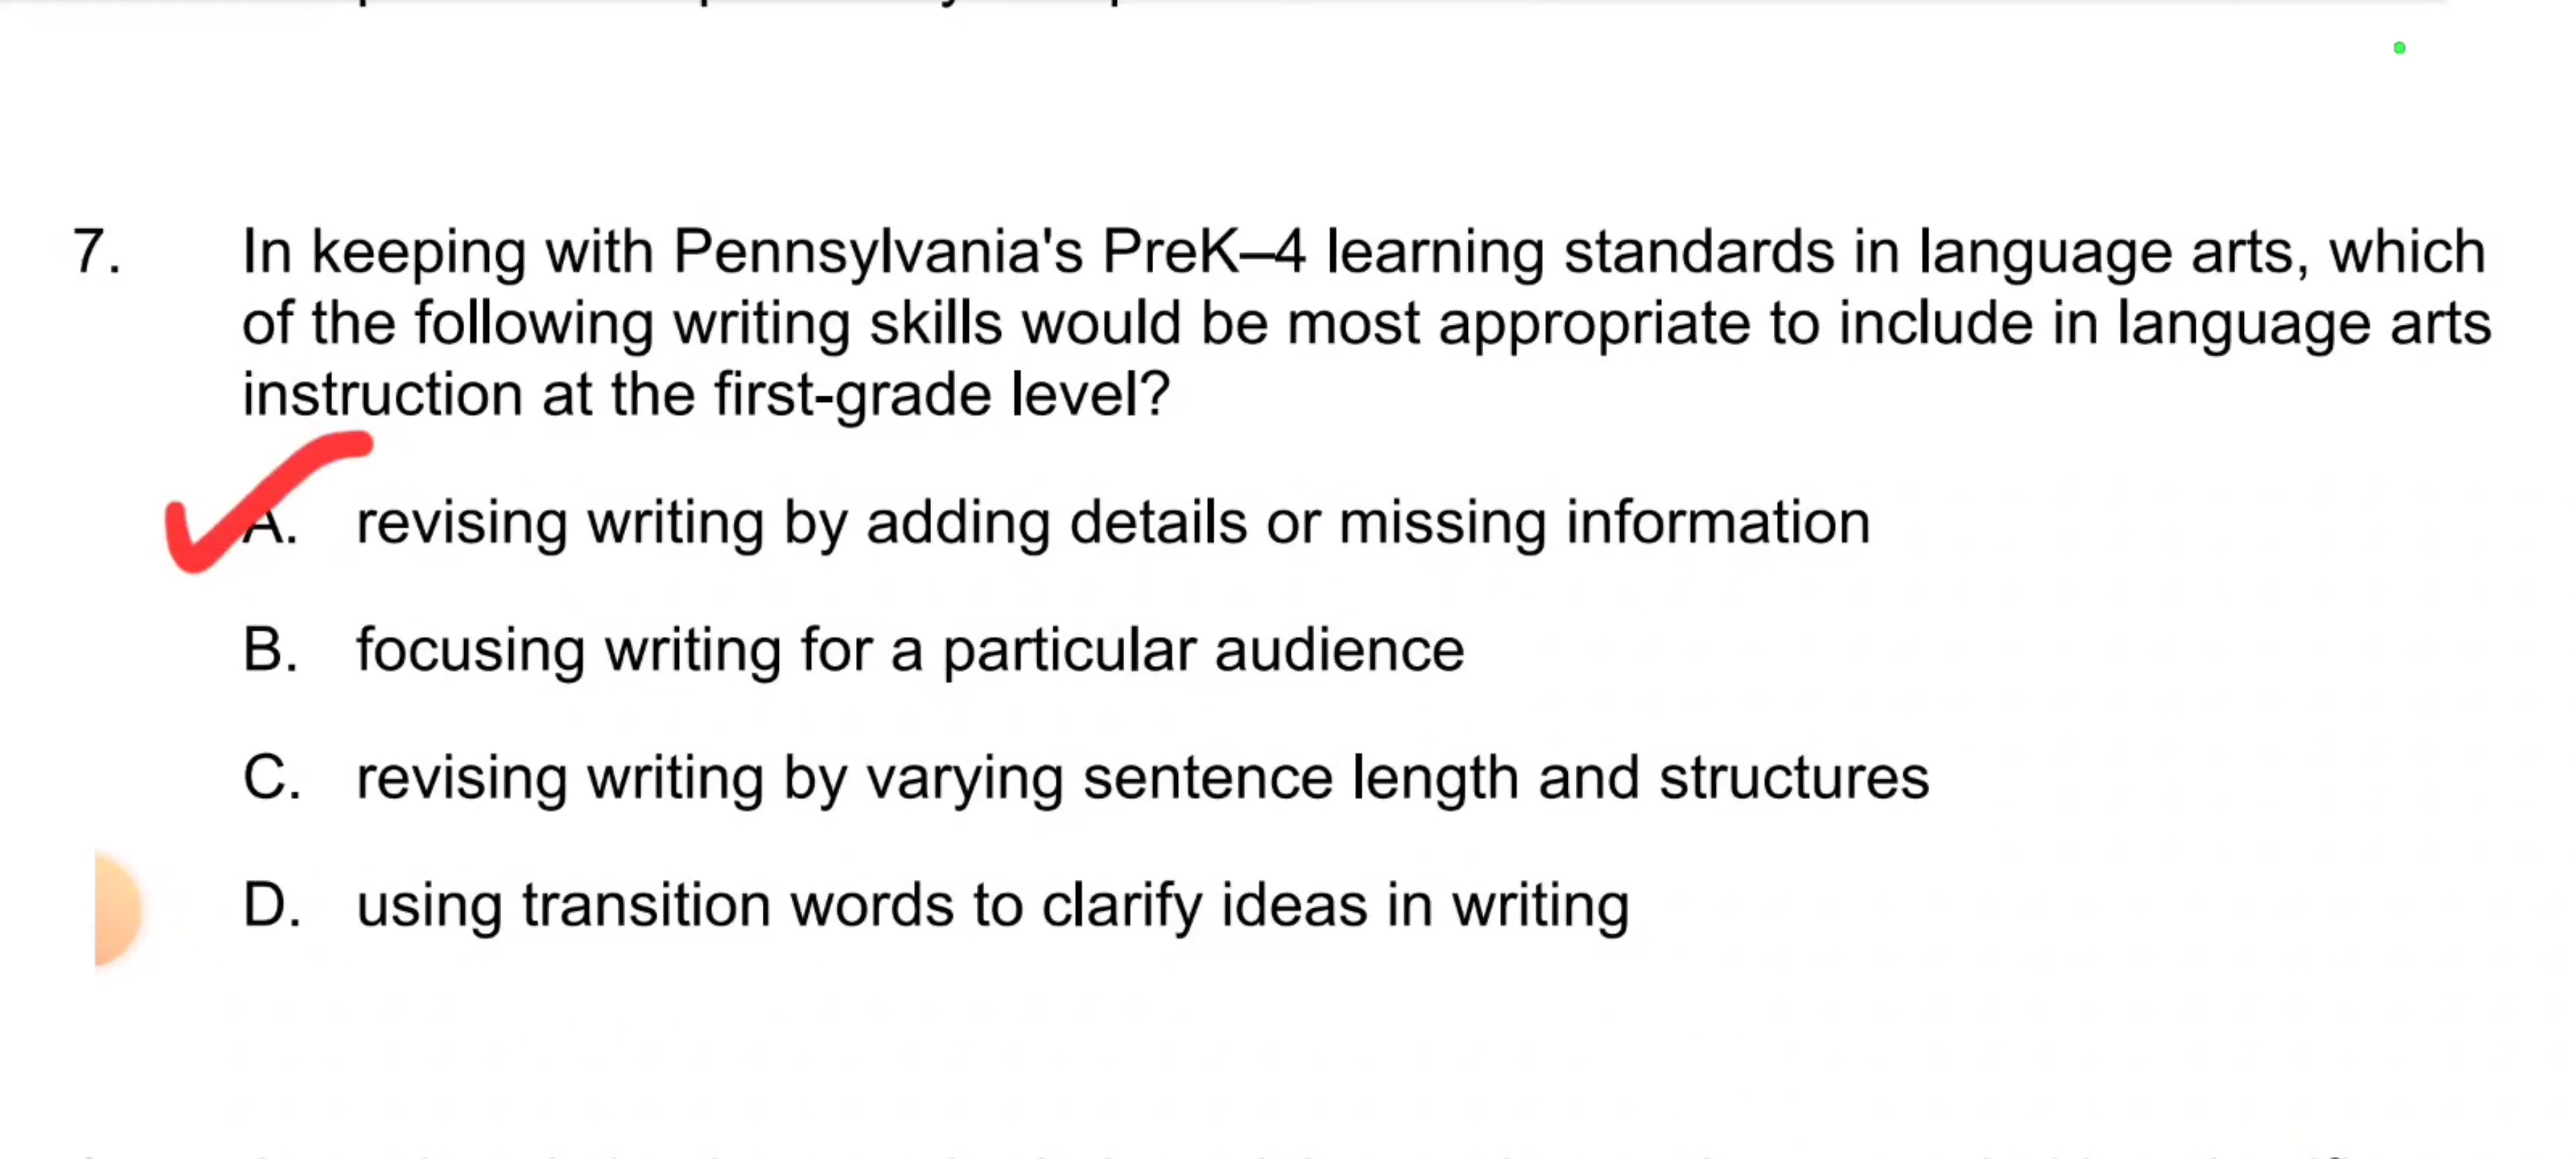 7. In keeping with Pennsylvania's PreK–4 learning standards in language arts, which
of the following writing skills would be most appropriate to include in language arts
instruction at the first-grade level?
A. revising writing by adding details or missing information
B. focusing writing for a particular audience
C. revising writing by varying sentence length and structures
D. using transition words to clarify ideas in writing